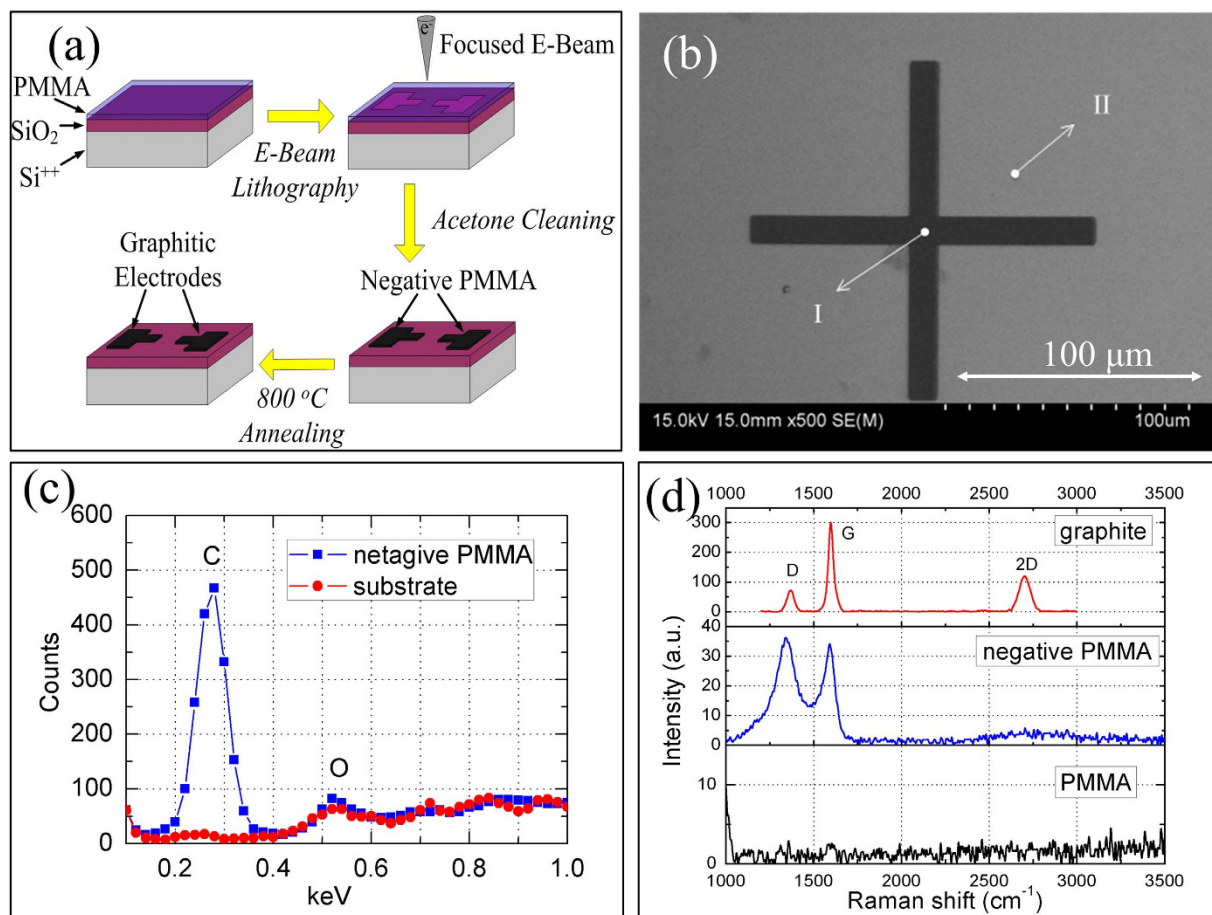 (a)
e⁻
Focused E-Beam
PMMA
SiO₂
Si⁺⁺
E-Beam
Lithography
Acetone Cleaning
Graphitic
Electrodes
Negative PMMA
800 °C
Annealing
(b)
II
I
100 μm
15.0kV 15.0mm x500 SE(M)
100um
(c)
600
500
400
300
200
100
0
Counts
C
O
netagive PMMA
substrate
0.2 0.4 0.6 0.8 1.0
keV
(d)
1000 1500 2000 2500 3000 3500
300
200
100
0
D
G
2D
graphite
40
30
20
10
0
negative PMMA
Intensity (a.u.)
10
0
PMMA
1000 1500 2000 2500 3000 3500
Raman shift (cm⁻¹)